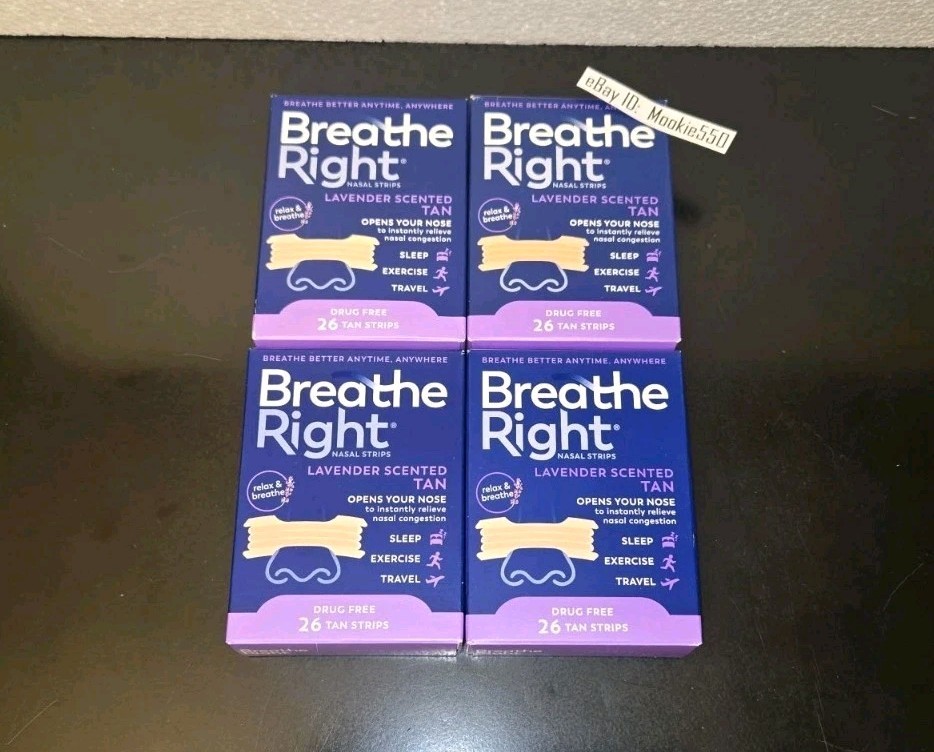 BREATHE BETTER ANYTIME, ANYWHERE
Breathe
Right®
NASAL STRIPS
LAVENDER SCENTED
TAN
relax &
breathe
OPENS YOUR NOSE
to instantly relieve
nasal congestion
SLEEP
EXERCISE
TRAVEL
DRUG FREE
26 TAN STRIPS
eBay ID: Mookie550
BREATHE BETTER ANYTIME,
Breathe
Right®
NASAL STRIPS
LAVENDER SCENTED
TAN
relax &
breathe
OPENS YOUR NOSE
to instantly relieve
nasal congestion
SLEEP
EXERCISE
TRAVEL
DRUG FREE
26 TAN STRIPS
BREATHE BETTER ANYTIME, ANYWHERE
Breathe
Right®
NASAL STRIPS
LAVENDER SCENTED
TAN
relax &
breathe
OPENS YOUR NOSE
to instantly relieve
nasal congestion
SLEEP
EXERCISE
TRAVEL
DRUG FREE
26 TAN STRIPS
BREATHE BETTER ANYTIME, ANYWHERE
Breathe
Right®
NASAL STRIPS
LAVENDER SCENTED
TAN
relax &
breathe
OPENS YOUR NOSE
to instantly relieve
nasal congestion
SLEEP
EXERCISE
TRAVEL
DRUG FREE
26 TAN STRIPS